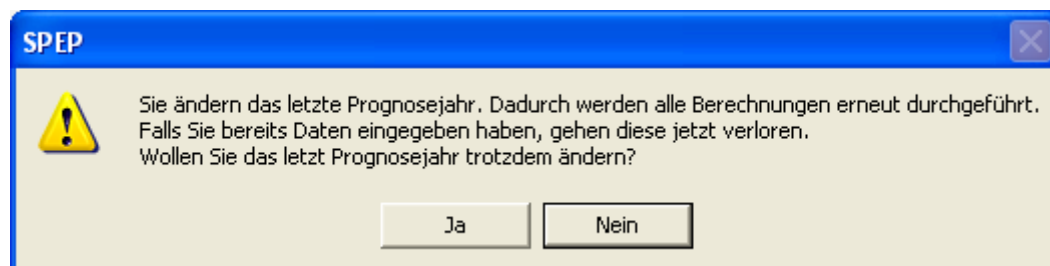 SPEP
Sie ändern das letzte Prognosejahr. Dadurch werden alle Berechnungen erneut durchgeführt.
Falls Sie bereits Daten eingegeben haben, gehen diese jetzt verloren.
Wollen Sie das letzt Prognosejahr trotzdem ändern?
Ja
Nein